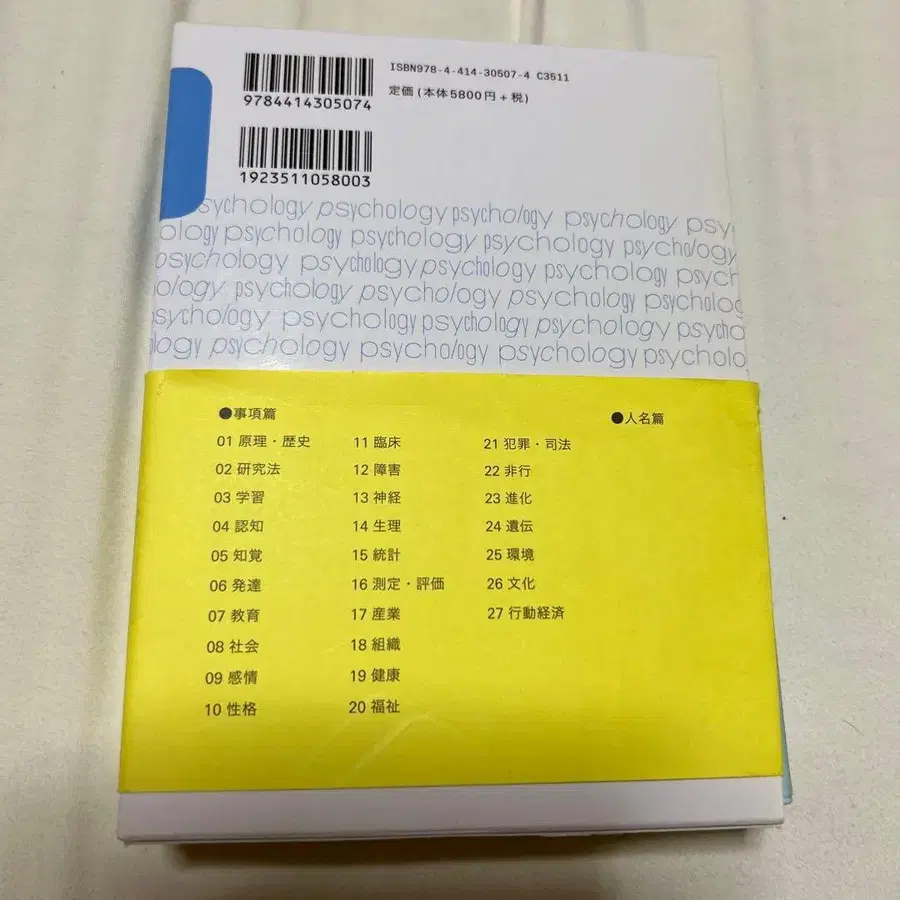 ISBN978-4-414-30507-4 C3511
9784414305074
定価(本体5800円+税)
1923511058003
sychology psychology psychology psychology psy
ology psychology psychology psychology psychology
psychology psychology psychology psychology psych
ology psychology psychology psychology psycholog
sychology psychology psychology psychology psycho
logy psychology psychology psychology psychology
●事項篇
01 原理・歴史
02 研究法
03 学習
04 認知
05 知覚
06 発達
07 教育
08 社会
09 感情
10 性格
11 臨床
12 障害
13 神経
14 生理
15 統計
16 測定・評価
17 産業
18 組織
19 健康
20 福祉
21 犯罪・司法
22 非行
23 進化
24 遺伝
25 環境
26 文化
27 行動経済
●人名篇